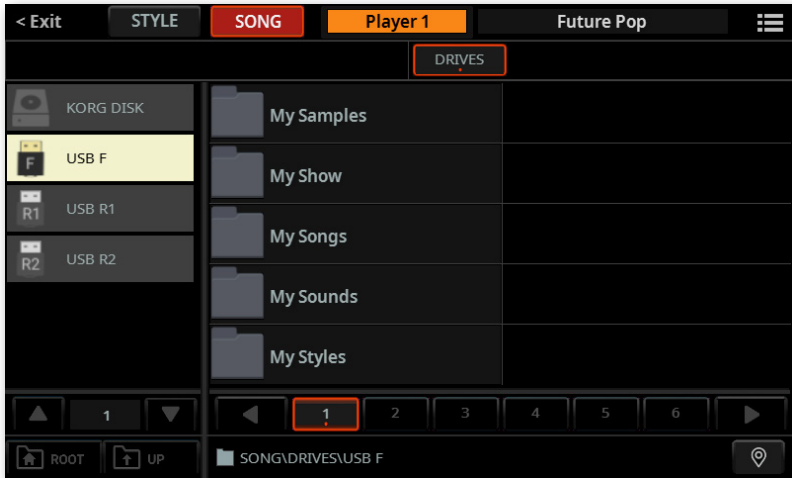 < Exit STYLE SONG Player 1 Future Pop
DRIVES
KORG DISK
F USB F
R1 USB R1
R2 USB R2
My Samples
My Show
My Songs
My Sounds
My Styles
1
1 2 3 4 5 6
ROOT UP
SONG\DRIVES\USB F